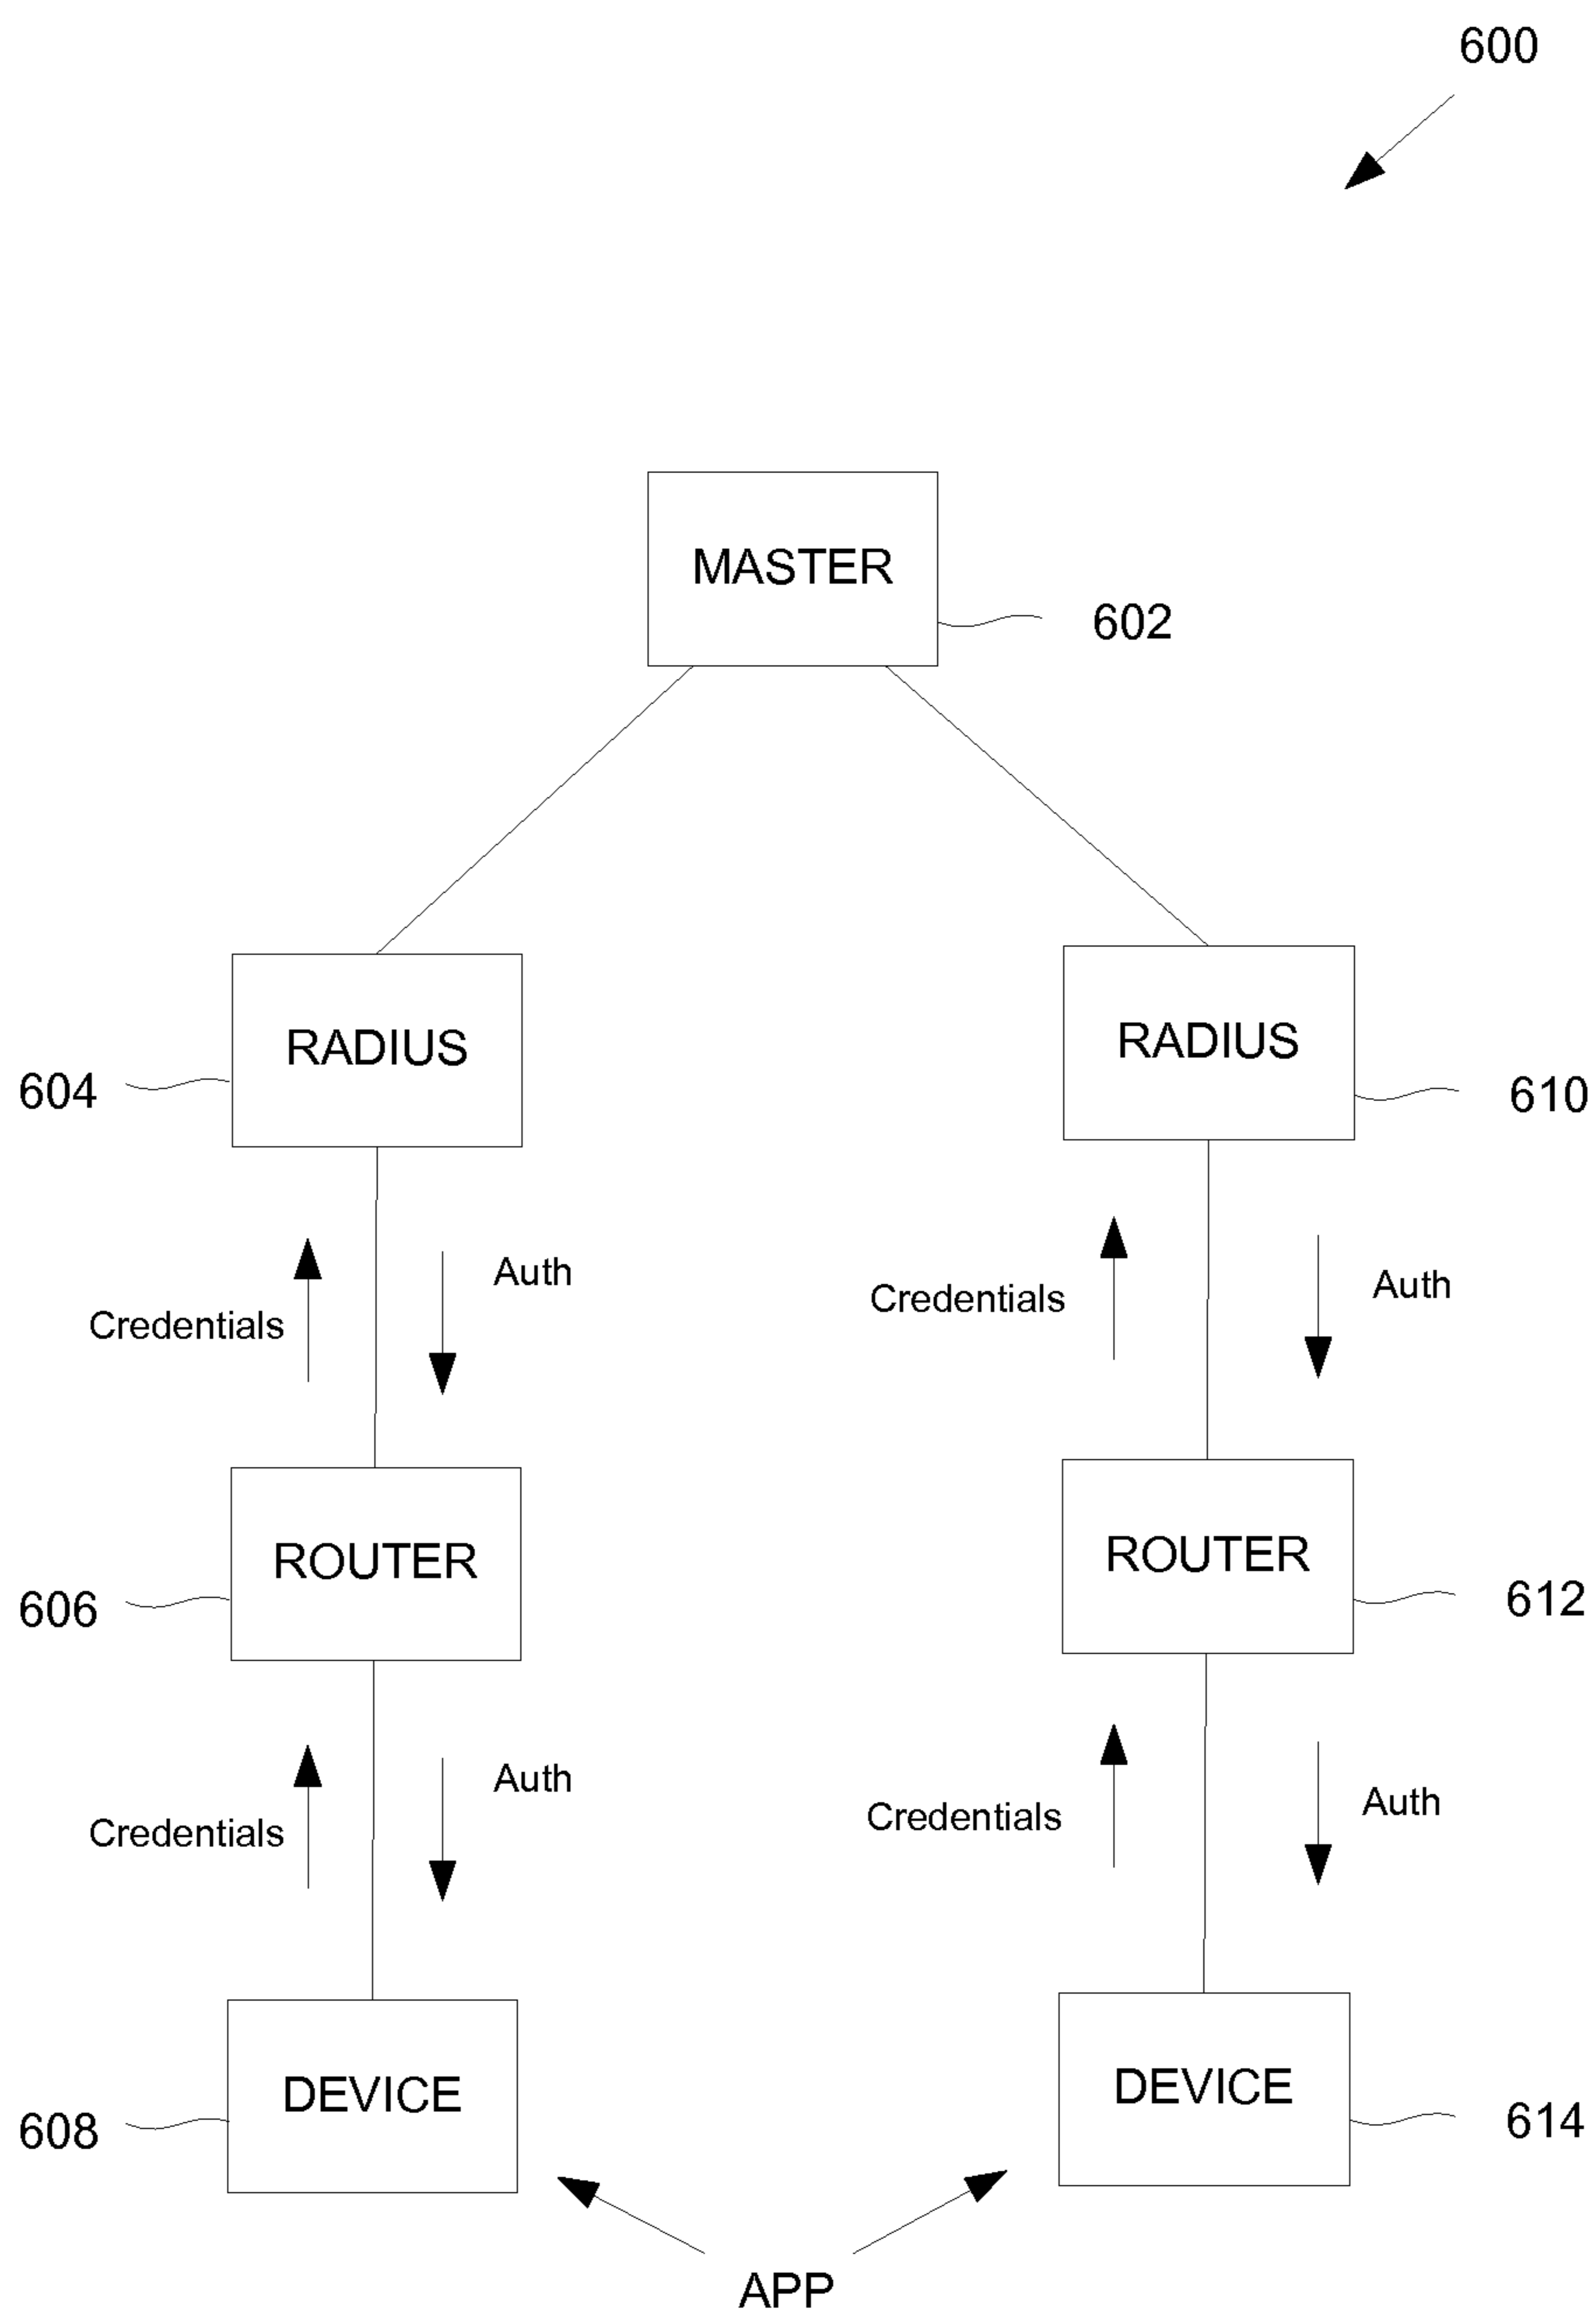 600
MASTER
602
RADIUS
RADIUS
604
610
Auth
Auth
Credentials
Credentials
ROUTER
ROUTER
606
612
Auth
Auth
Credentials
Credentials
DEVICE
DEVICE
608
614
APP